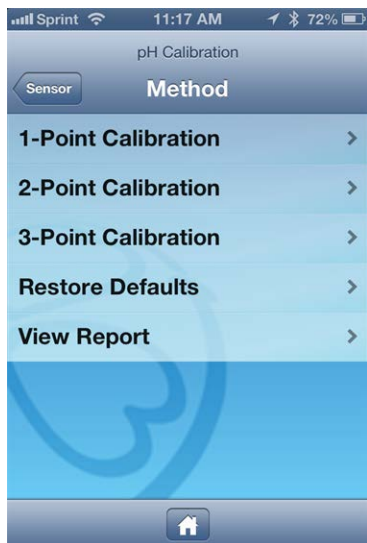 Sprint 11:17 AM 72%
pH Calibration
Sensor Method
1-Point Calibration
2-Point Calibration
3-Point Calibration
Restore Defaults
View Report